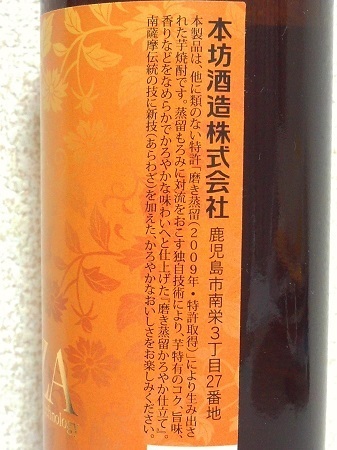 本坊酒造株式会社 鹿児島市南栄3丁目27番地
本製品は、他に類のない特許「磨き蒸留(2009年・特許取得)」により生み出さ
れた芋焼酎です。蒸留もろみに対流をおこす独自技術により、芋特有のコク、旨味、
香りなどをなめらかでかろやかな味わいへと仕上げた『磨き蒸留かろやか仕立て』。
南薩摩伝統の技に新技(あらわざ)を加えた、かろやかなおいしさをお楽しみください。
ZA